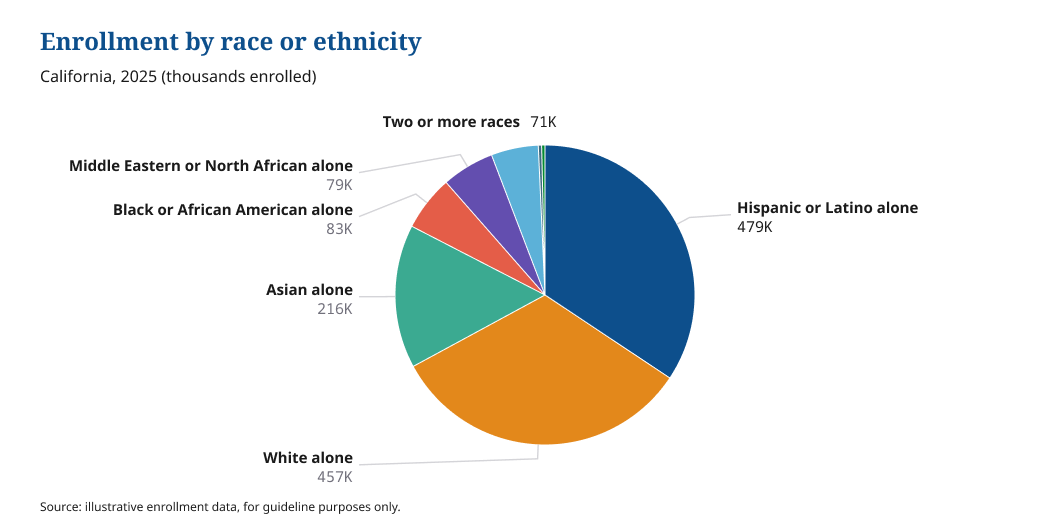 Enrollment by race or ethnicity
California, 2025 (thousands enrolled)
Two or more races 71K
Middle Eastern or North African alone
79K
Black or African American alone
83K
Hispanic or Latino alone
479K
Asian alone
216K
White alone
457K
Source: illustrative enrollment data, for guideline purposes only.